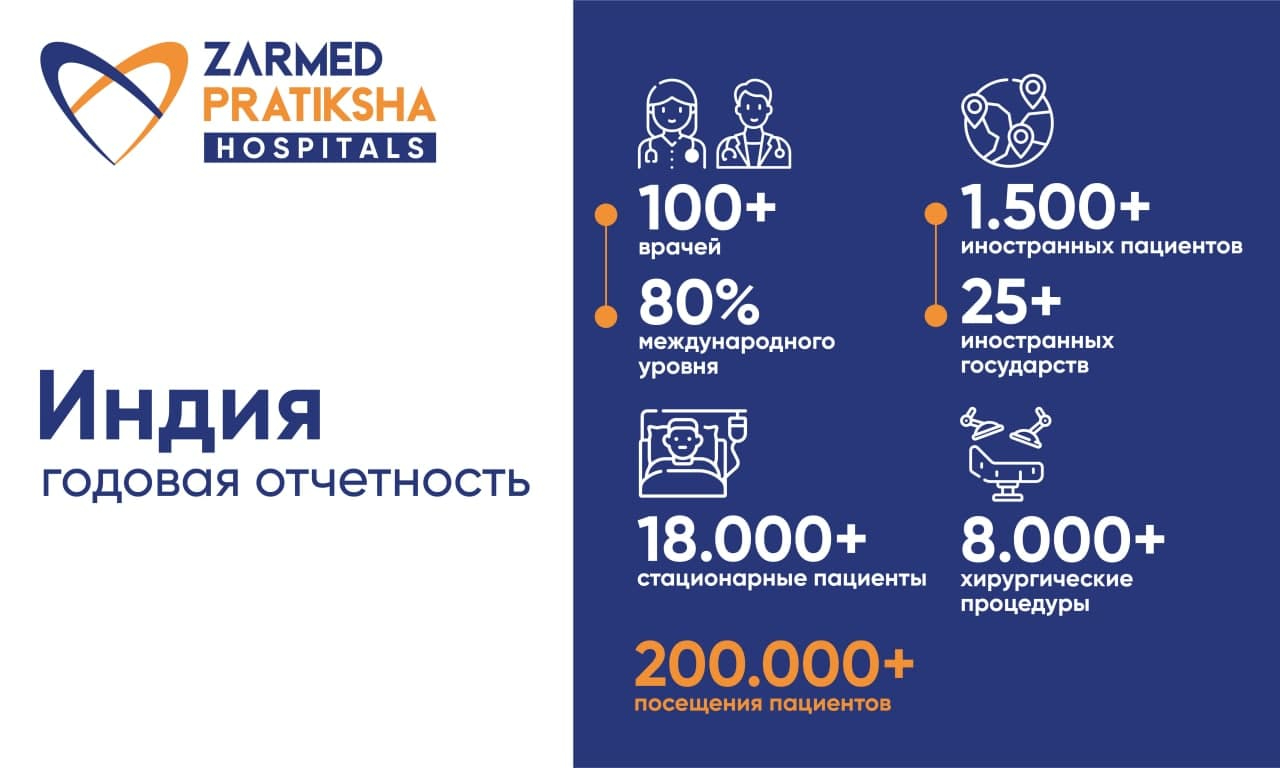 ZARMED
PRATIKSHA
HOSPITALS
Индия
годовая отчетность
100+
врачей
80%
международного
уровня
1.500+
иностранных пациентов
25+
иностранных
государств
18.000+
стационарные пациенты
8.000+
хирургические
процедуры
200.000+
посещения пациентов